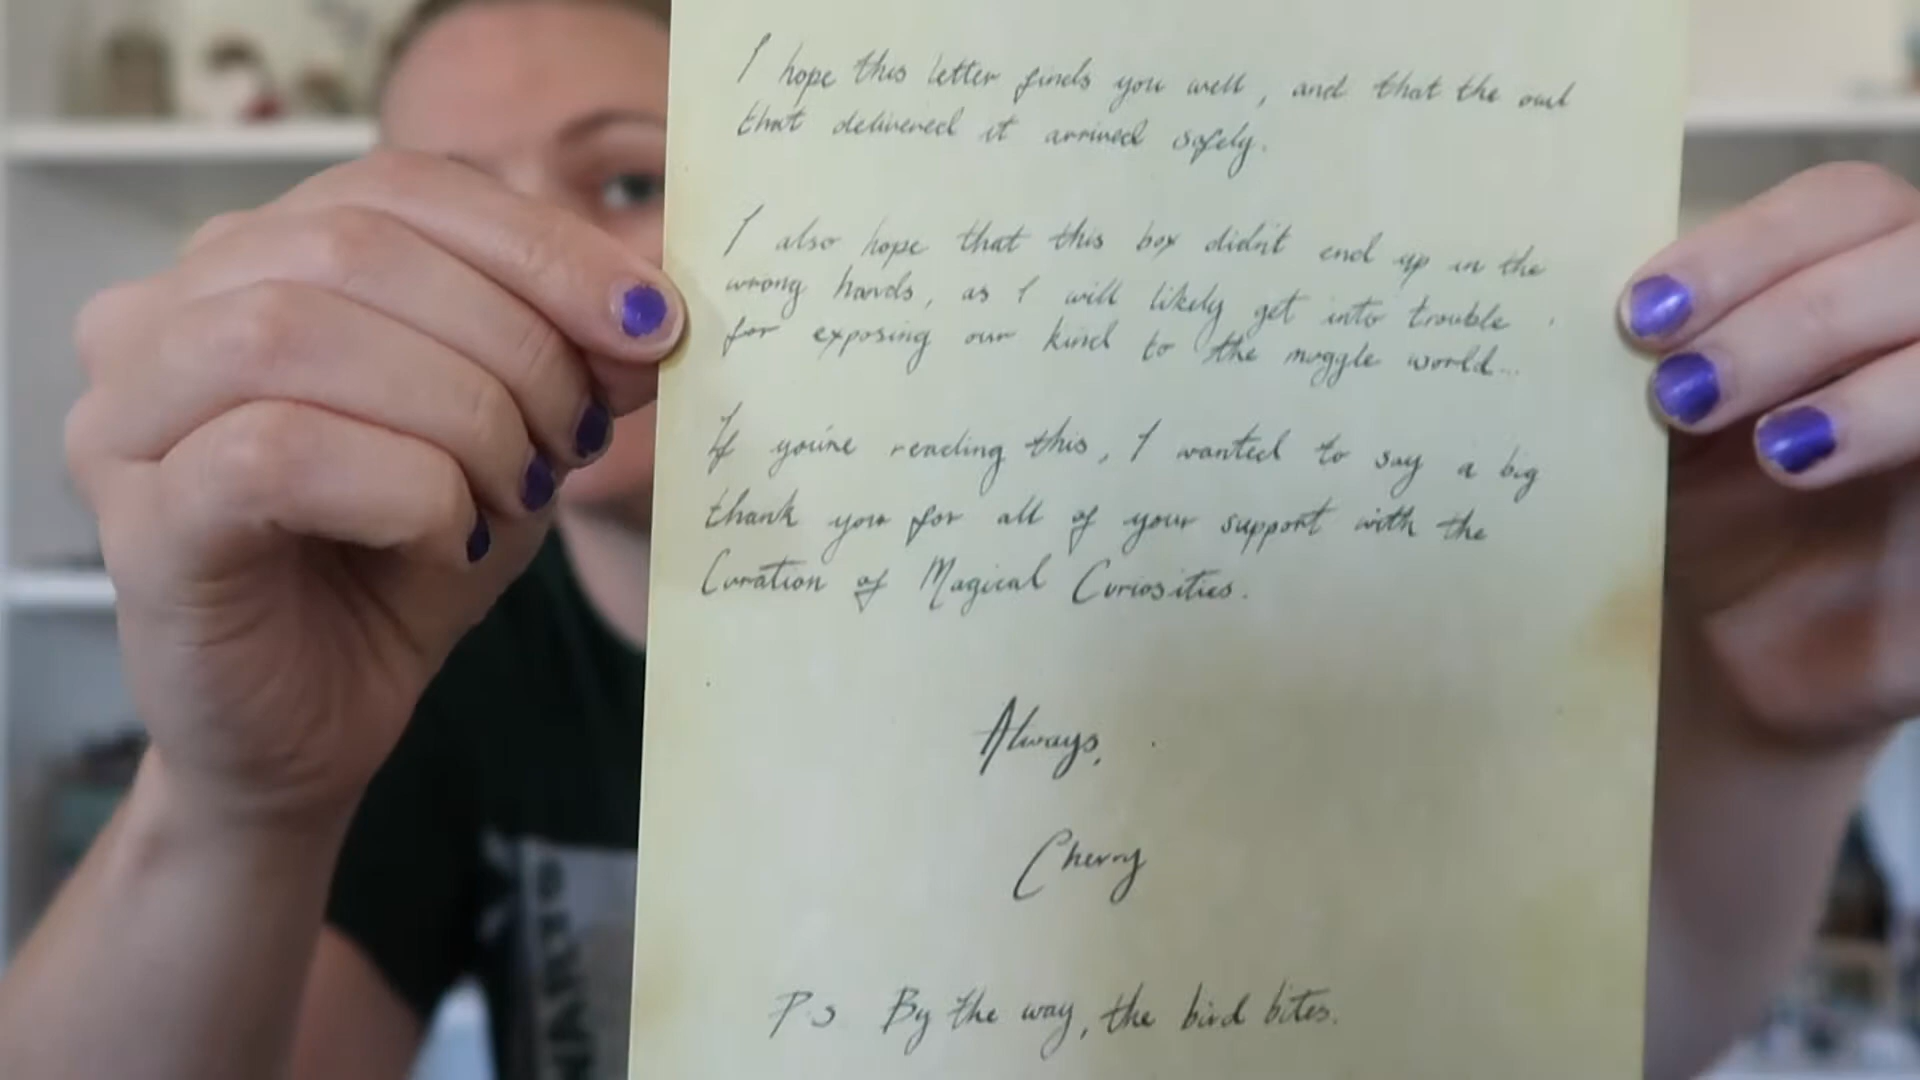 I hope this letter finds you well, and that the owl
that delivered it arrived safely.
I also hope that this box didn't end up in the
wrong hands, as I will likely get into trouble
for exposing our kind to the muggle world...
If you're reading this, I wanted to say a big
thank you for all of your support with the
Curation of Magical Curiosities.
Always,
Cherry
P.S By the way, the bird bites.